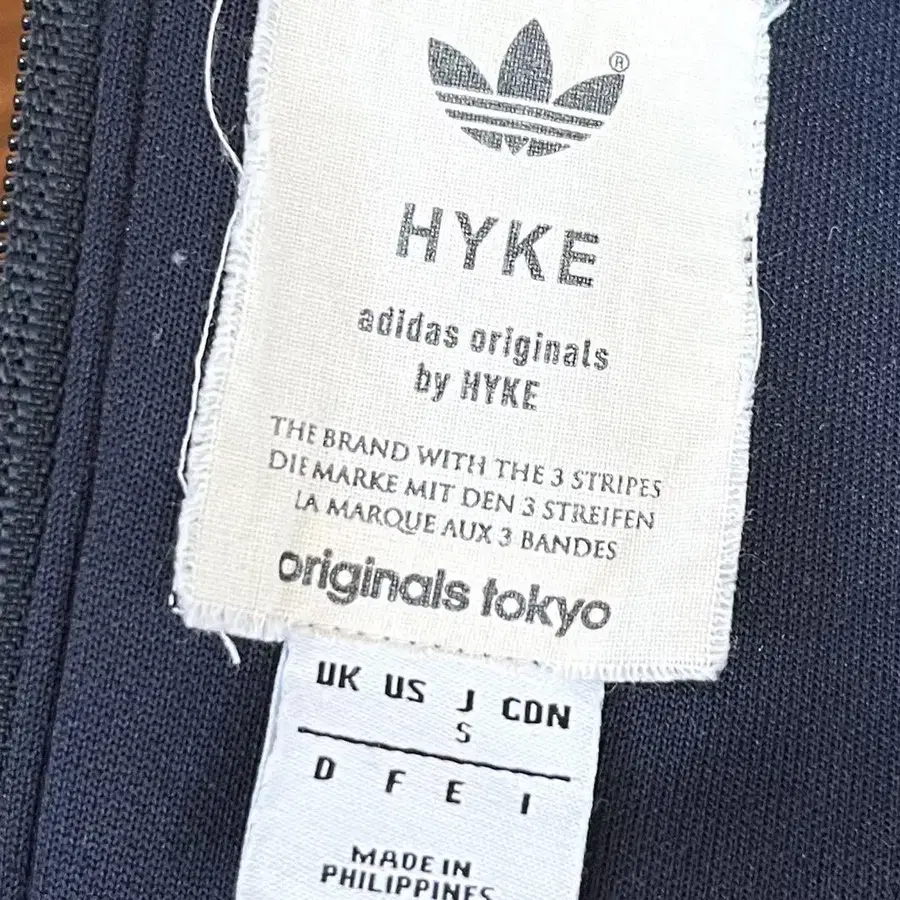 ®
HYKE
adidas originals
by HYKE
THE BRAND WITH THE 3 STRIPES
DIE MARKE MIT DEN 3 STREIFEN
LA MARQUE AUX 3 BANDES
originals tokyo
UK US J CDN
S
D F E I
MADE IN
PHILIPPINES